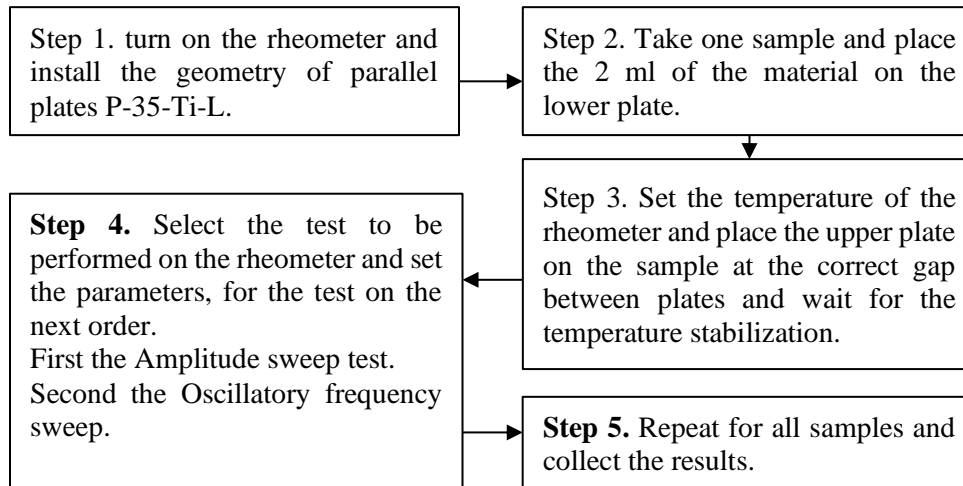 Step 1. turn on the rheometer and
install the geometry of parallel
plates P-35-Ti-L.
Step 2. Take one sample and place
the 2 ml of the material on the
lower plate.
Step 3. Set the temperature of the
rheometer and place the upper plate
on the sample at the correct gap
between plates and wait for the
temperature stabilization.
Step 4. Select the test to be
performed on the rheometer and set
the parameters, for the test on the
next order.
First the Amplitude sweep test.
Second the Oscillatory frequency
sweep.
Step 5. Repeat for all samples and
collect the results.